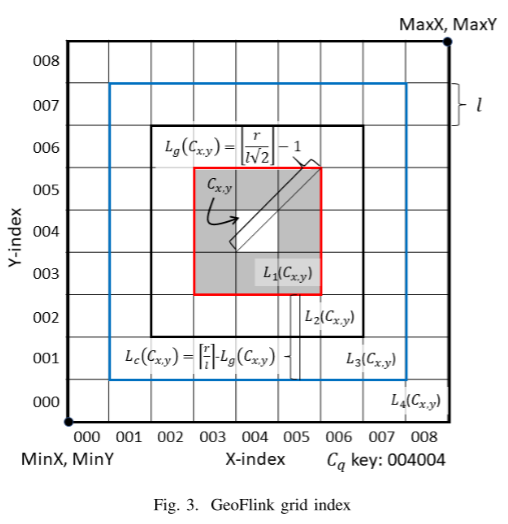 MaxX, MaxY
008
007
l
006
L_g(C_{x,y}) = ⌊r/(l√2)⌋ − 1
005
C_{x,y}
004
Y-index
003
L_1(C_{x,y})
002
L_2(C_{x,y})
001
L_c(C_{x,y}) = ⌈r/l⌉-L_g(C_{x,y})
L_3(C_{x,y})
000
L_4(C_{x,y})
000 001 002 003 004 005 006 007 008
MinX, MinY
X-index
C_q key: 004004
Fig. 3. GeoFlink grid index